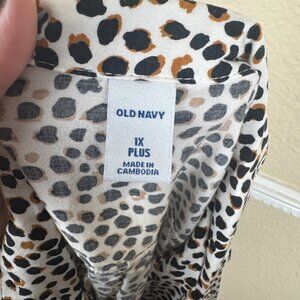 OLD NAVY
1X
PLUS
MADE IN
CAMBODIA